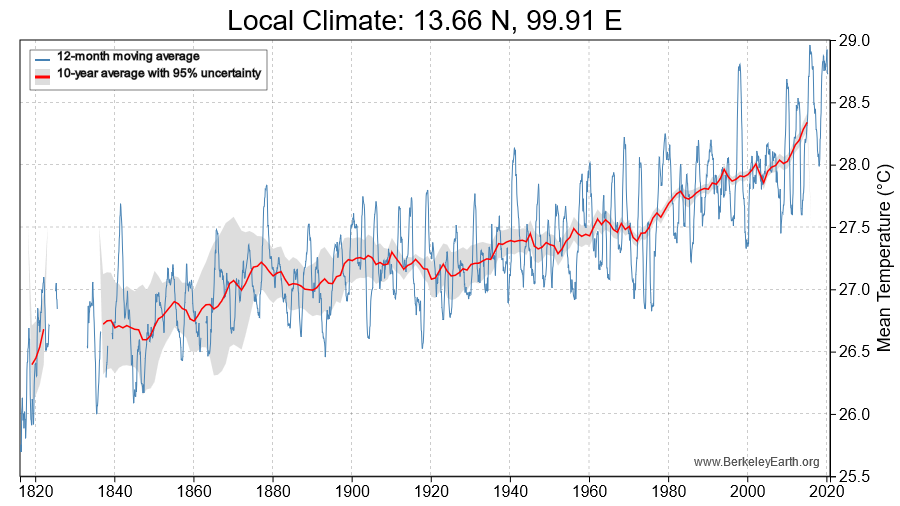 Local Climate: 13.66 N, 99.91 E
12-month moving average
10-year average with 95% uncertainty
29.0
28.5
28.0
27.5
27.0
26.5
26.0
25.5
Mean Temperature (°C)
www.BerkeleyEarth.org
1820 1840 1860 1880 1900 1920 1940 1960 1980 2000 2020